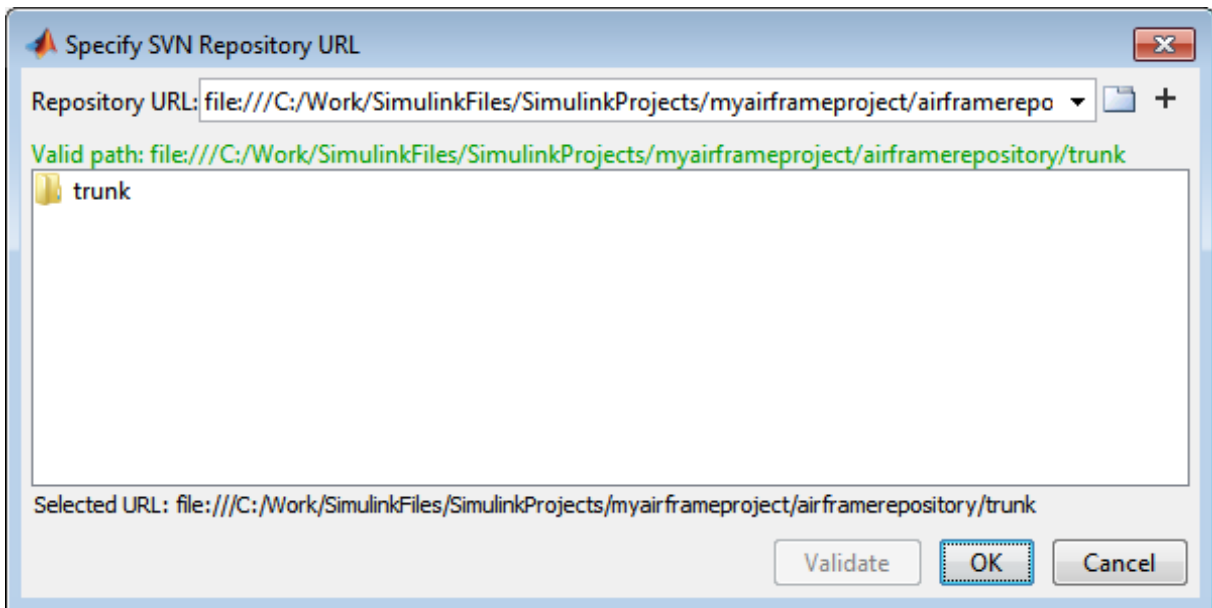 Specify SVN Repository URL
Repository URL: file:///C:/Work/SimulinkFiles/SimulinkProjects/myairframeproject/airframerepo
Valid path: file:///C:/Work/SimulinkFiles/SimulinkProjects/myairframeproject/airframerepository/trunk
trunk
Selected URL: file:///C:/Work/SimulinkFiles/SimulinkProjects/myairframeproject/airframerepository/trunk
Validate OK Cancel